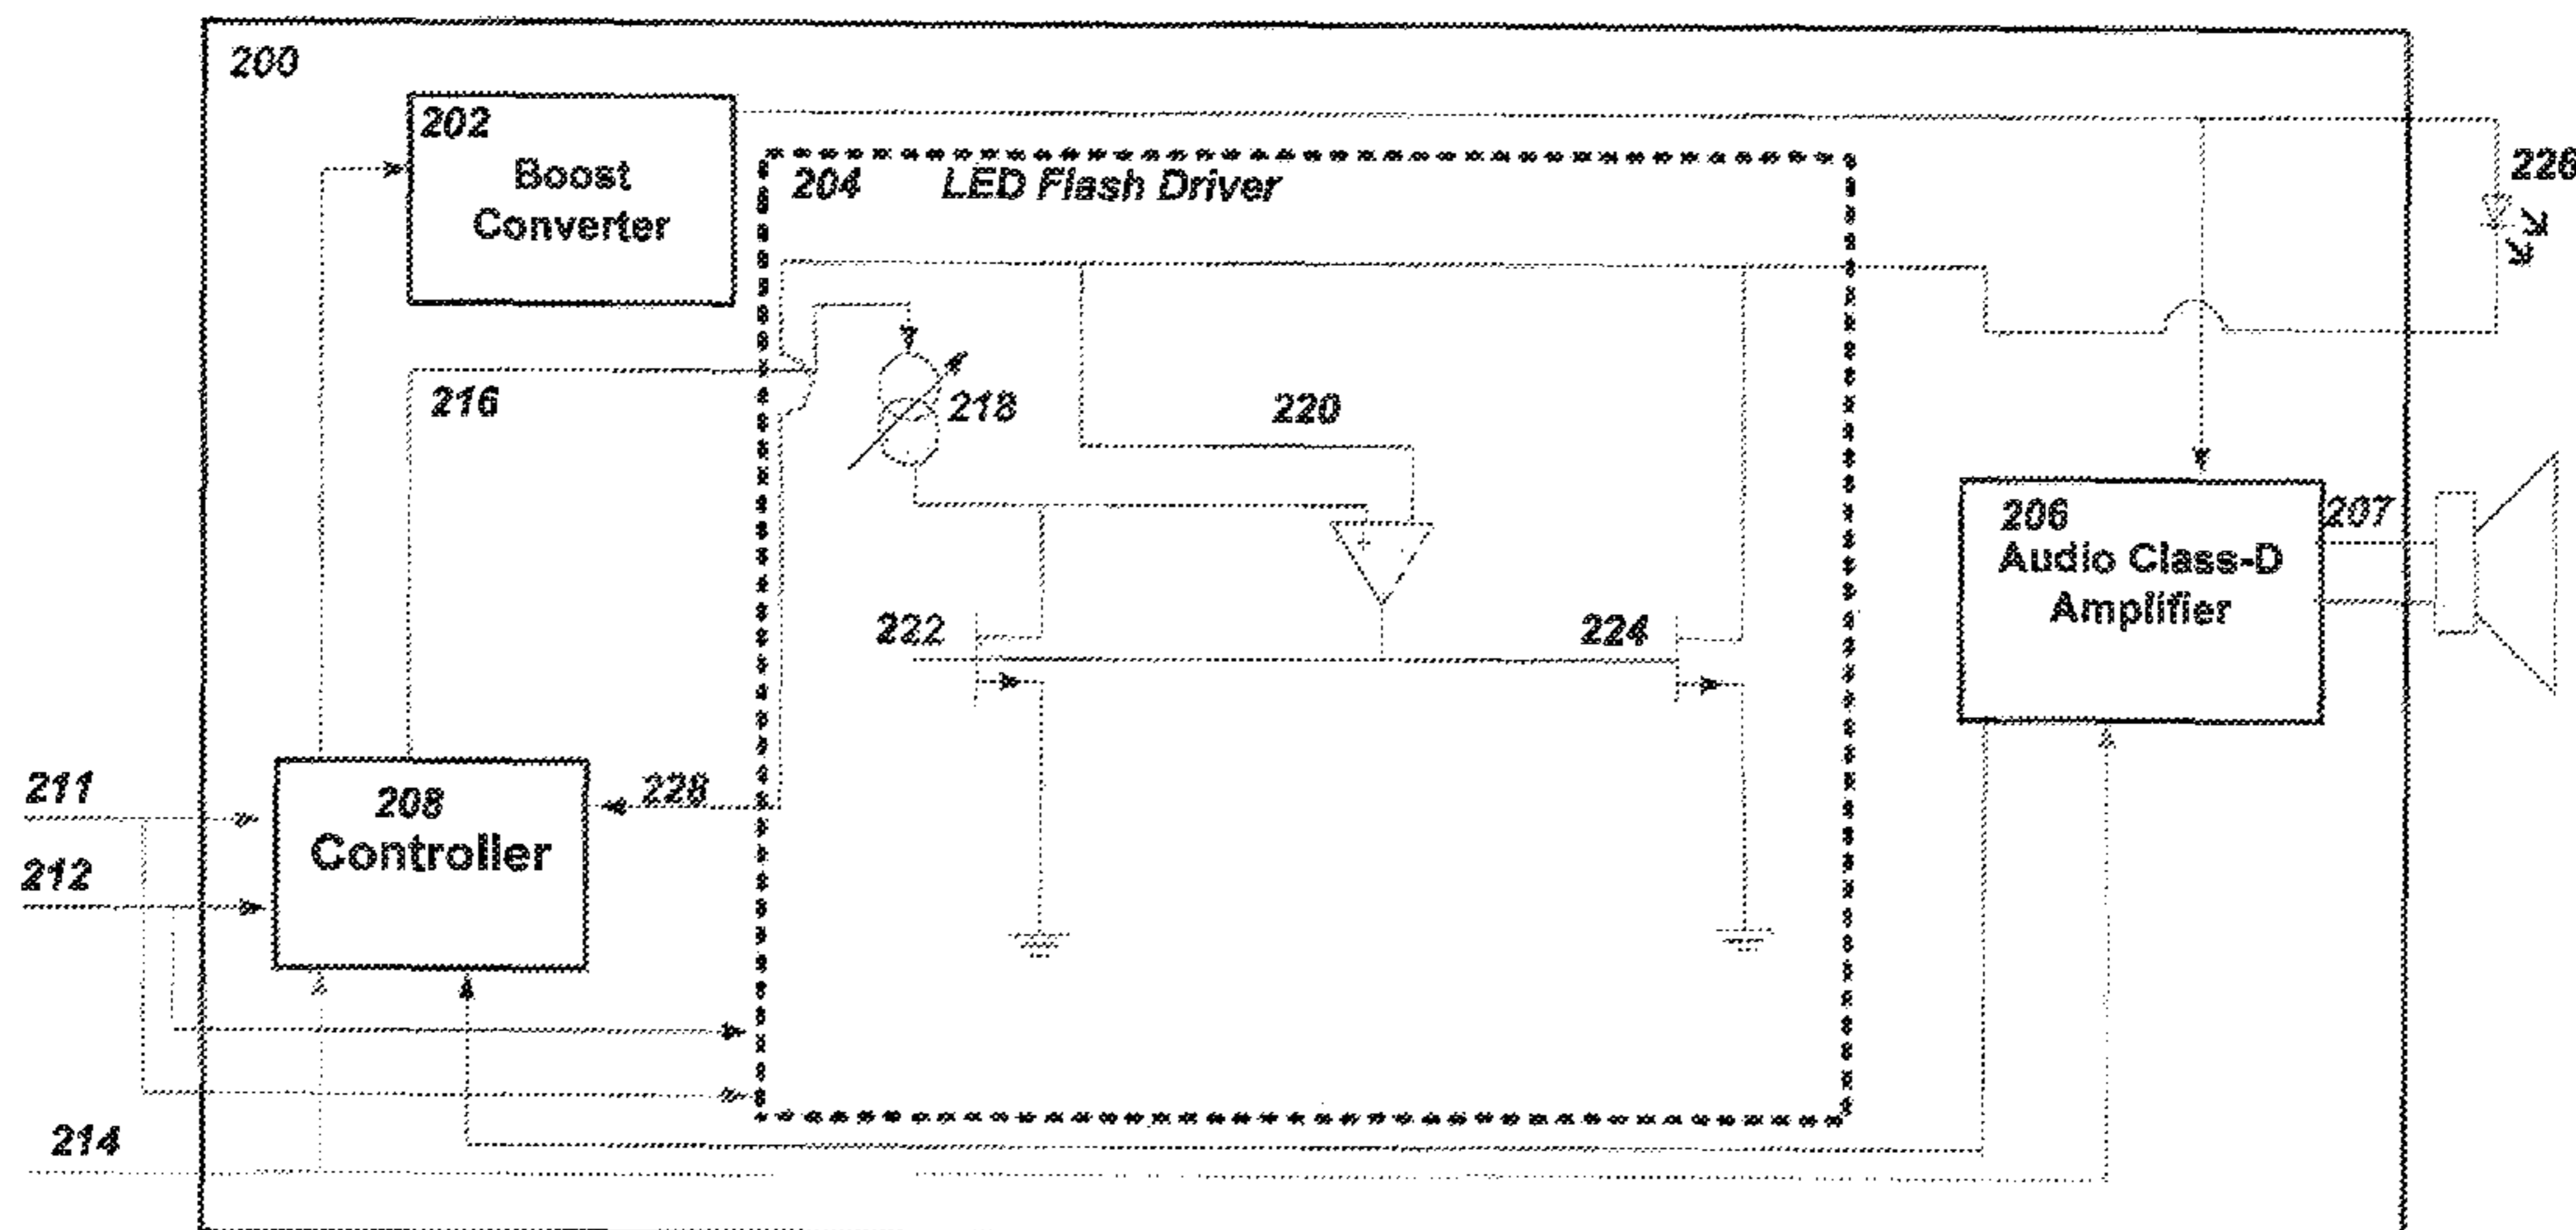 200
202
Boost
Converter
204 LED Flash Driver
226
216
218
220
206
Audio Class-D
Amplifier
207
222
224
211
208
Controller
228
212
214